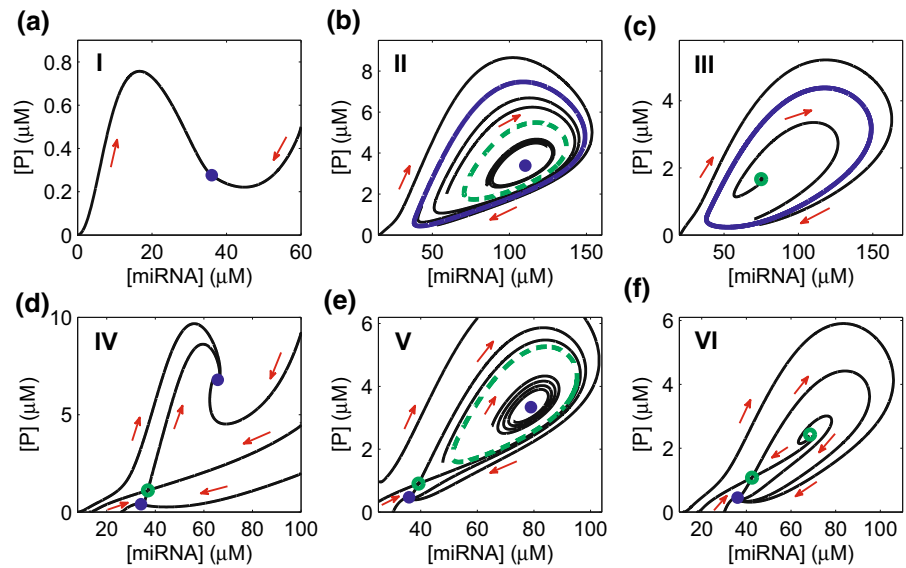 (a)
I
[P] (μM)
0.8
0.6
0.4
0.2
0
0 20 40 60
[miRNA] (μM)
(b)
II
[P] (μM)
8
6
4
2
0
50 100 150
[miRNA] (μM)
(c)
III
[P] (μM)
4
2
0
0 50 100 150
[miRNA] (μM)
(d)
IV
[P] (μM)
10
5
0
20 40 60 80 100
[miRNA] (μM)
(e)
V
[P] (μM)
6
4
2
0
40 60 80 100
[miRNA] (μM)
(f)
VI
[P] (μM)
6
4
2
0
20 40 60 80 100
[miRNA] (μM)